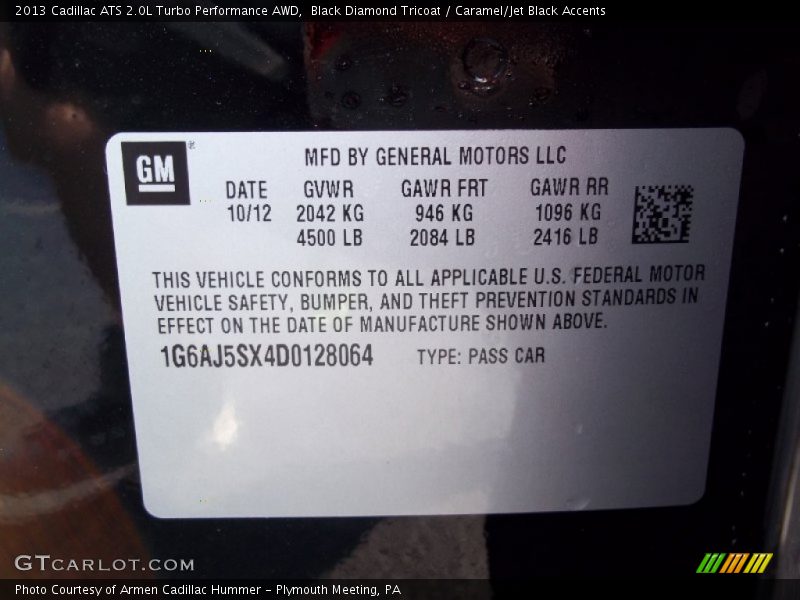 2013 Cadillac ATS 2.0L Turbo Performance AWD,  Black Diamond Tricoat / Caramel/Jet Black Accents
GM®
MFD BY GENERAL MOTORS LLC
DATE GVWR GAWR FRT GAWR RR
10/12 2042 KG 946 KG 1096 KG
4500 LB 2084 LB 2416 LB
THIS VEHICLE CONFORMS TO ALL APPLICABLE U.S. FEDERAL MOTOR
VEHICLE SAFETY, BUMPER, AND THEFT PREVENTION STANDARDS IN
EFFECT ON THE DATE OF MANUFACTURE SHOWN ABOVE.
1G6AJ5SX4D0128064 TYPE: PASS CAR
GTCARLOT.COM
Photo Courtesy of Armen Cadillac Hummer - Plymouth Meeting, PA